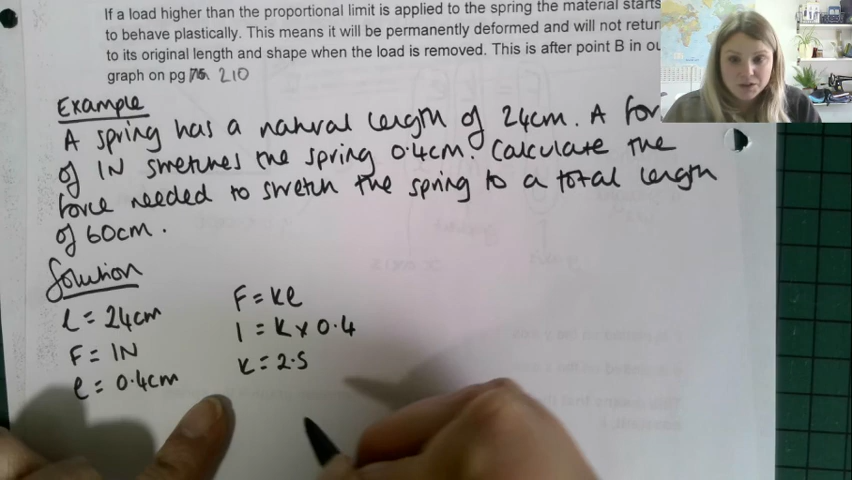 If a load higher than the proportional limit is applied to the spring the material starts
to behave plastically. This means it will be permanently deformed and will not retur
to its original length and shape when the load is removed. This is after point B in ou
graph on pg 210
Example
A spring has a natural length of 24cm. A for
of 1N stretches the spring 0.4cm. Calculate the
force needed to stretch the spring to a total length
of 60cm.
Solution
l = 24cm
F = 1N
e = 0.4cm
F = Ke
1 = K x 0.4
K = 2.5